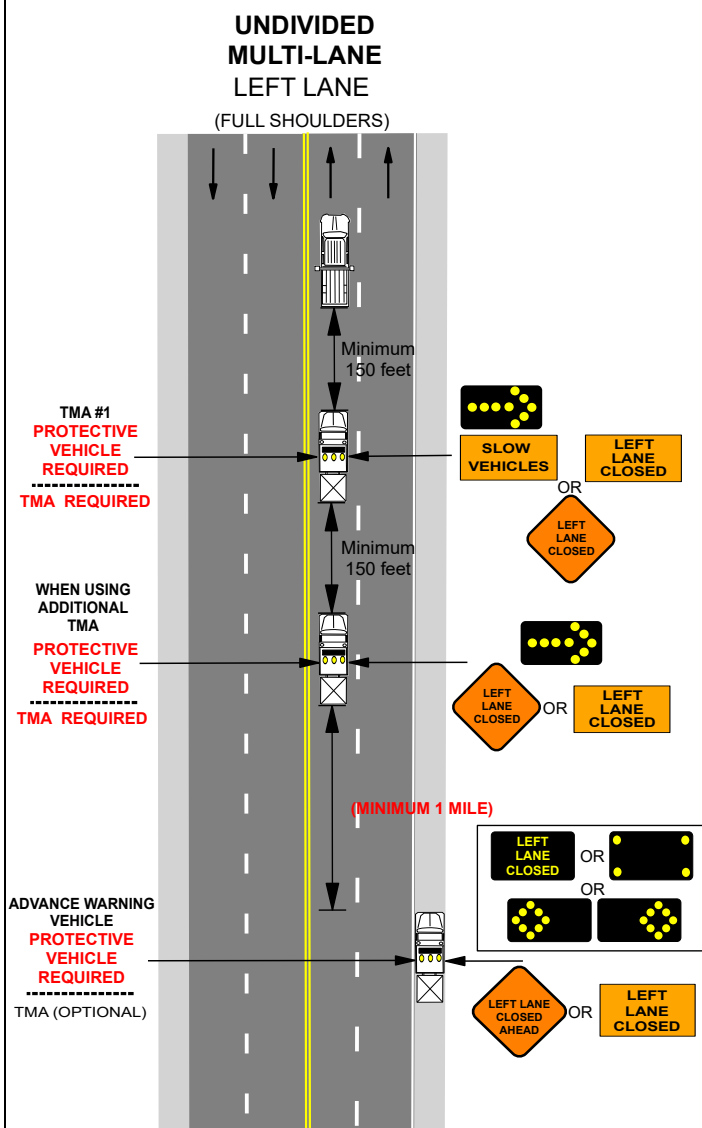 UNDIVIDED
MULTI-LANE
LEFT LANE
(FULL SHOULDERS)
Minimum
150 feet
TMA #1
PROTECTIVE
VEHICLE
REQUIRED
TMA REQUIRED
SLOW
VEHICLES
LEFT
LANE
CLOSED
OR
LEFT
LANE
CLOSED
Minimum
150 feet
WHEN USING
ADDITIONAL
TMA
PROTECTIVE
VEHICLE
REQUIRED
TMA REQUIRED
LEFT
LANE
CLOSED
OR
LEFT
LANE
CLOSED
(MINIMUM 1 MILE)
LEFT
LANE
CLOSED
OR
OR
ADVANCE WARNING
VEHICLE
PROTECTIVE
VEHICLE
REQUIRED
TMA (OPTIONAL)
LEFT LANE
CLOSED
AHEAD
OR
LEFT
LANE
CLOSED